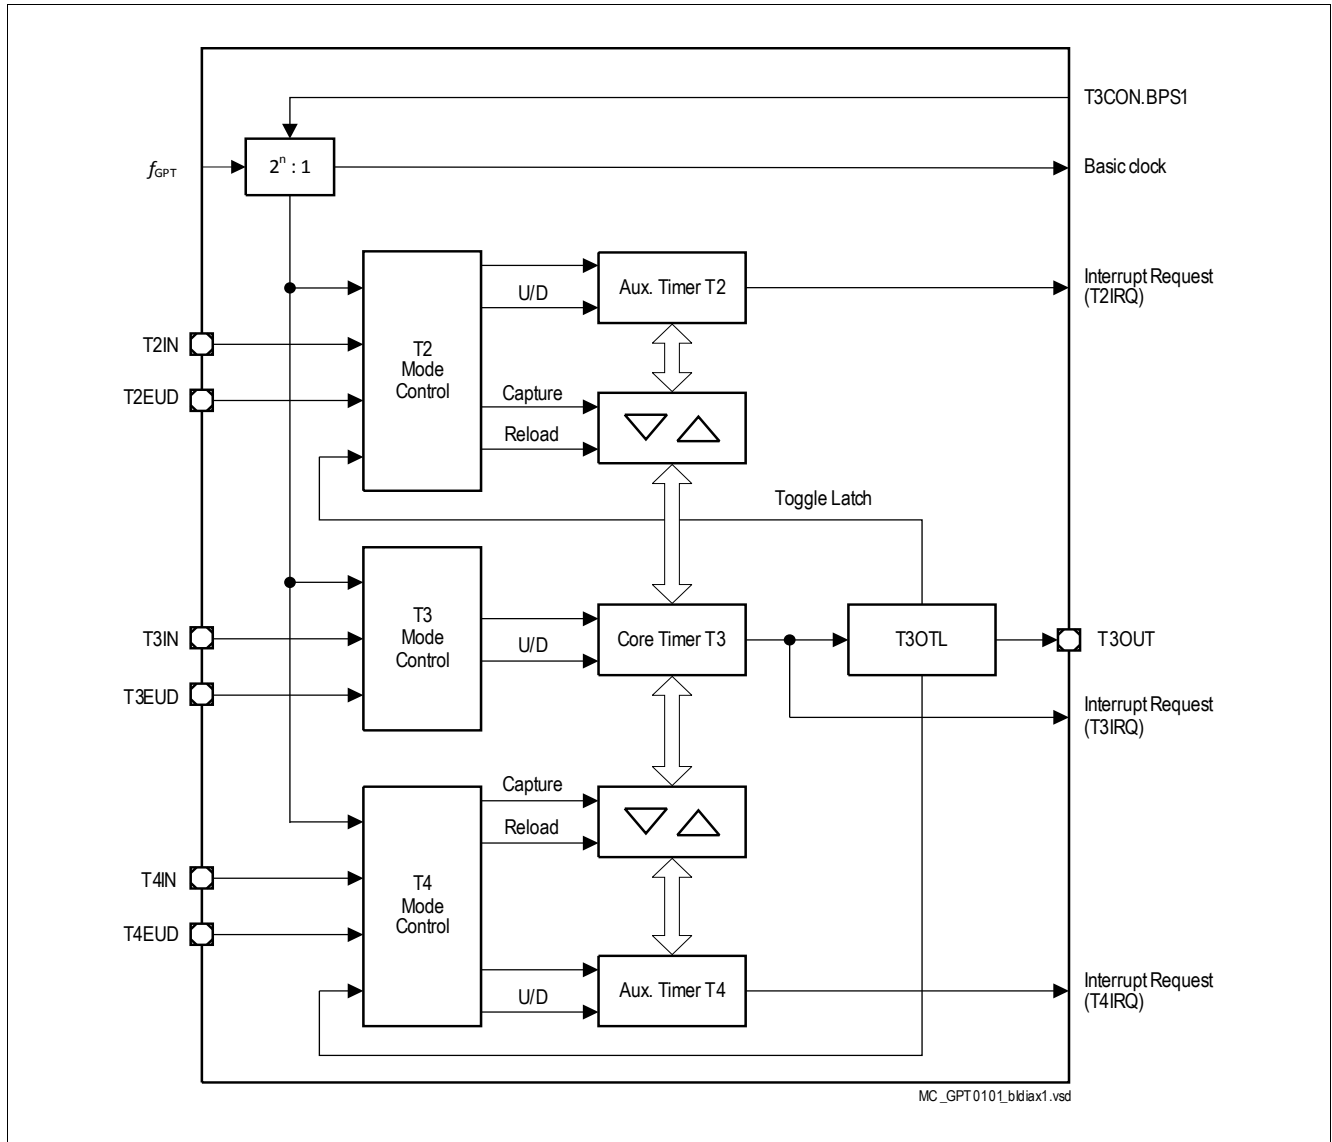 T3CON.BPS1
fGPT
2ⁿ : 1
Basic clock
Aux. Timer T2
Interrupt Request
(T2IRQ)
U/D
T2IN
T2
Mode
Control
T2EUD
Capture
Reload
Toggle Latch
T3
Mode
Control
T3IN
U/D
Core Timer T3
T3OTL
T3OUT
T3EUD
Interrupt Request
(T3IRQ)
Capture
Reload
T4IN
T4
Mode
Control
T4EUD
U/D
Aux. Timer T4
Interrupt Request
(T4IRQ)
MC_GPT0101_bldiax1.vsd